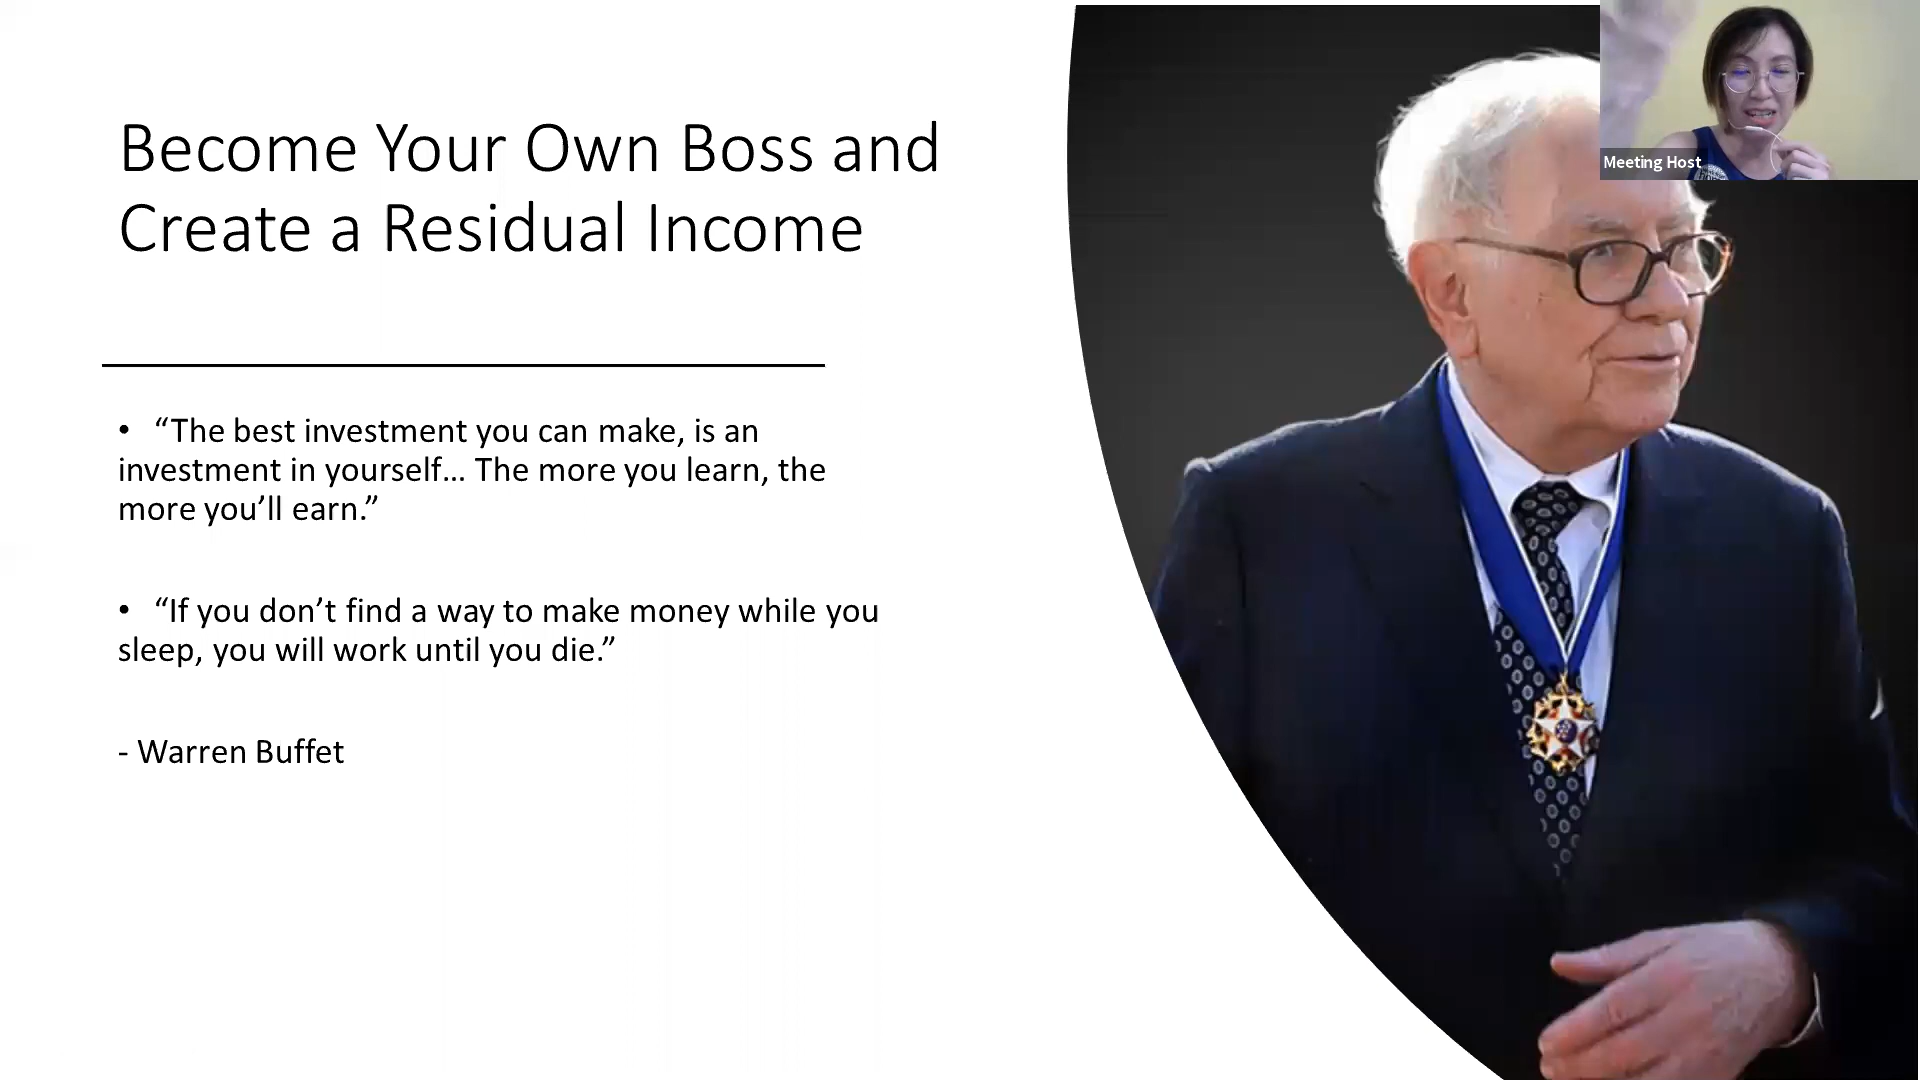 Become Your Own Boss and
Create a Residual Income
• “The best investment you can make, is an
investment in yourself… The more you learn, the
more you’ll earn.”
• “If you don’t find a way to make money while you
sleep, you will work until you die.”
- Warren Buffet
Meeting Host